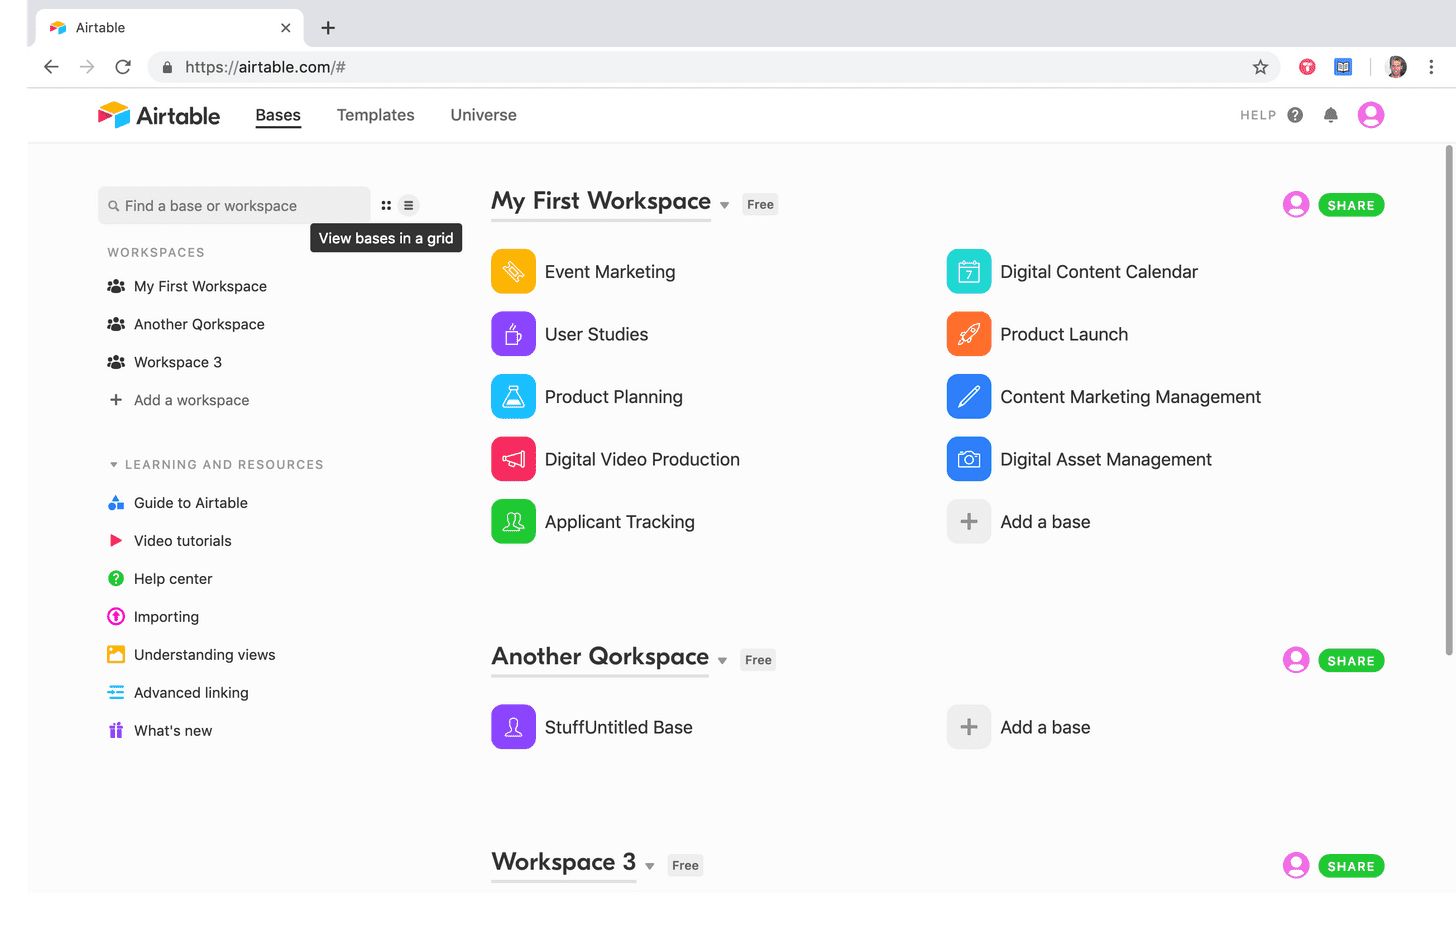 Airtable
https://airtable.com/#
Airtable
Bases
Templates
Universe
HELP
Find a base or workspace
View bases in a grid
WORKSPACES
My First Workspace
Another Qorkspace
Workspace 3
Add a workspace
LEARNING AND RESOURCES
Guide to Airtable
Video tutorials
Help center
Importing
Understanding views
Advanced linking
What's new
My First Workspace
Free
SHARE
Event Marketing
7
Digital Content Calendar
User Studies
Product Launch
Product Planning
Content Marketing Management
Digital Video Production
Digital Asset Management
Applicant Tracking
Add a base
Another Qorkspace
Free
SHARE
StuffUntitled Base
Add a base
Workspace 3
Free
SHARE